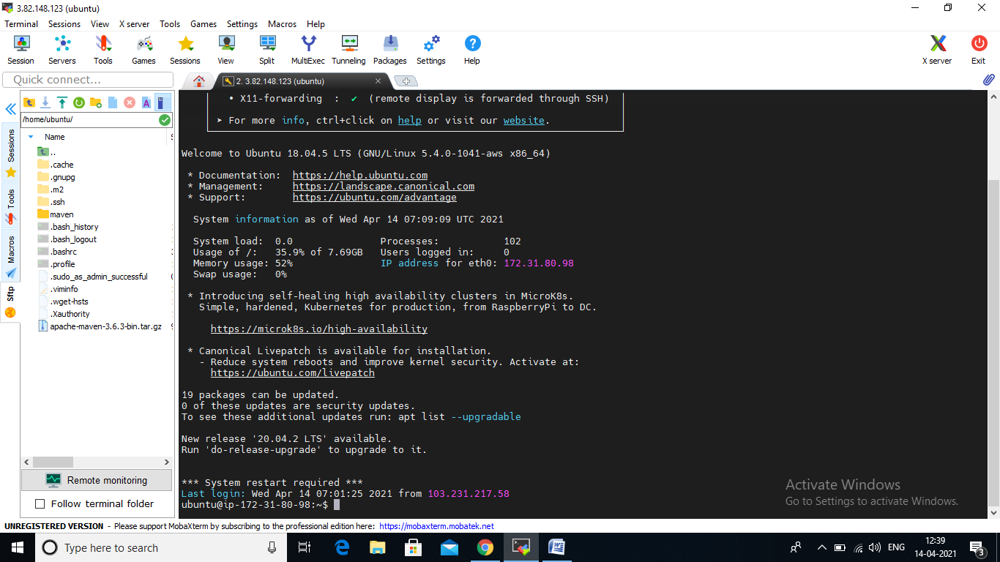 3.82.148.123 (ubuntu)
Terminal Sessions View X server Tools Games Settings Macros Help
Session Servers Tools Games Sessions View Split MultiExec Tunneling Packages Settings Help X server Exit
Quick connect...
2. 3.82.148.123 (ubuntu)
/home/ubuntu/
Name
..
.cache
.gnupg
.m2
.ssh
maven
.bash_history
.bash_logout
.bashrc
.profile
.sudo_as_admin_successful
.viminfo
.wget-hsts
.Xauthority
apache-maven-3.6.3-bin.tar.gz
Sessions
Tools
Macros
Sftp
Remote monitoring
Follow terminal folder
• X11-forwarding : ✔ (remote display is forwarded through SSH)
➤ For more info, ctrl+click on help or visit our website.
Welcome to Ubuntu 18.04.5 LTS (GNU/Linux 5.4.0-1041-aws x86_64)
* Documentation: https://help.ubuntu.com
* Management: https://landscape.canonical.com
* Support: https://ubuntu.com/advantage
System information as of Wed Apr 14 07:09:09 UTC 2021
System load: 0.0 Processes: 102
Usage of /: 35.9% of 7.69GB Users logged in: 0
Memory usage: 52% IP address for eth0: 172.31.80.98
Swap usage: 0%
* Introducing self-healing high availability clusters in MicroK8s.
Simple, hardened, Kubernetes for production, from RaspberryPi to DC.
https://microk8s.io/high-availability
* Canonical Livepatch is available for installation.
- Reduce system reboots and improve kernel security. Activate at:
https://ubuntu.com/livepatch
19 packages can be updated.
0 of these updates are security updates.
To see these additional updates run: apt list --upgradable
New release '20.04.2 LTS' available.
Run 'do-release-upgrade' to upgrade to it.
*** System restart required ***
Last login: Wed Apr 14 07:01:25 2021 from 103.231.217.58
ubuntu@ip-172-31-80-98:~$
Activate Windows
Go to Settings to activate Windows.
UNREGISTERED VERSION - Please support MobaXterm by subscribing to the professional edition here: https://mobaxterm.mobatek.net
Type here to search
ENG
12:39
14-04-2021
3